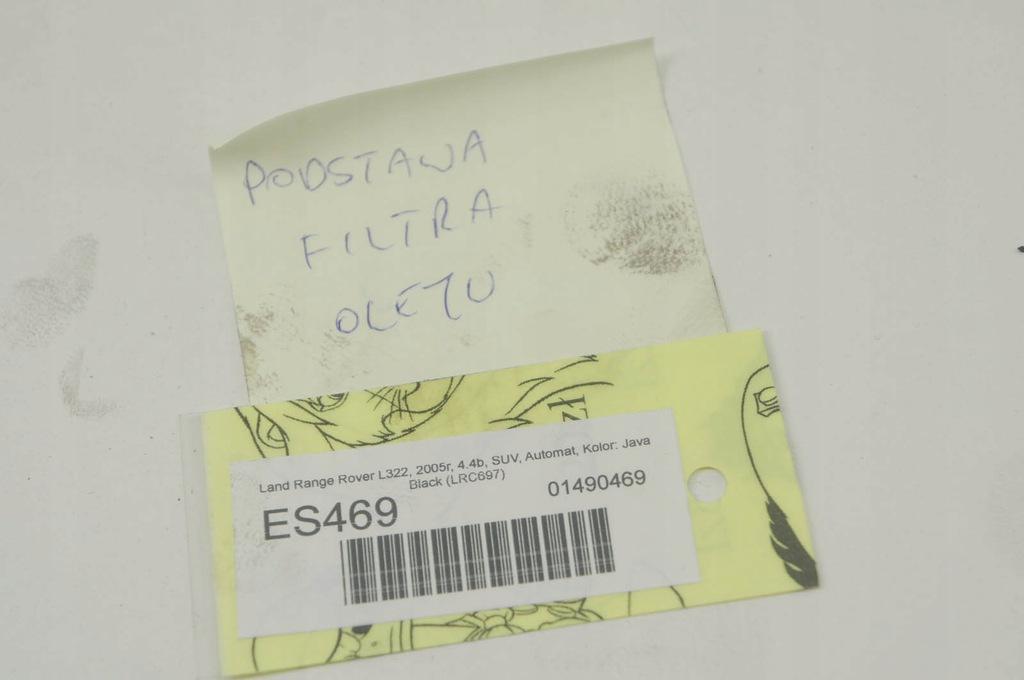 PODSTAWA
FILTRA
OLEJU
Land Range Rover L322, 2005r, 4.4b, SUV, Automat, Kolor: Java
Black (LRC697)
01490469
ES469